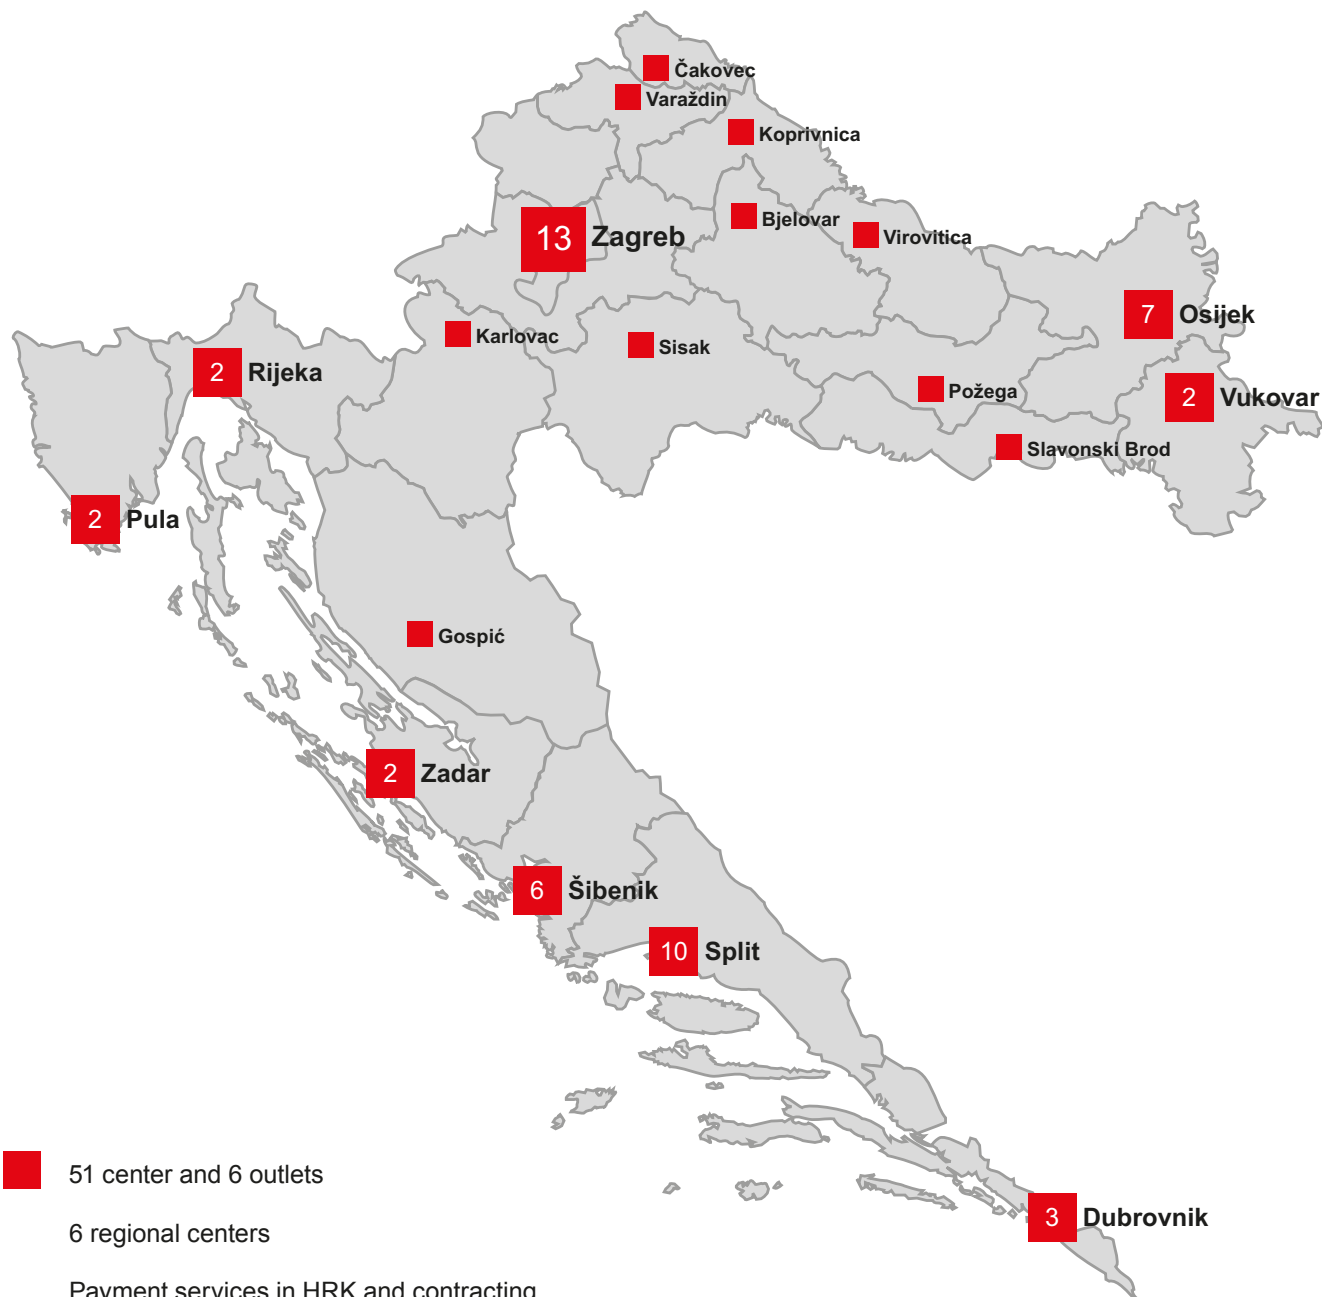 Čakovec
Varaždin
Koprivnica
Bjelovar
13 Zagreb
Virovitica
7 Osijek
Karlovac
Sisak
2 Rijeka
Požega
2 Vukovar
Slavonski Brod
2 Pula
Gospić
2 Zadar
6 Šibenik
10 Split
51 center and 6 outlets
3 Dubrovnik
6 regional centers
Payment services in HRK and contracting